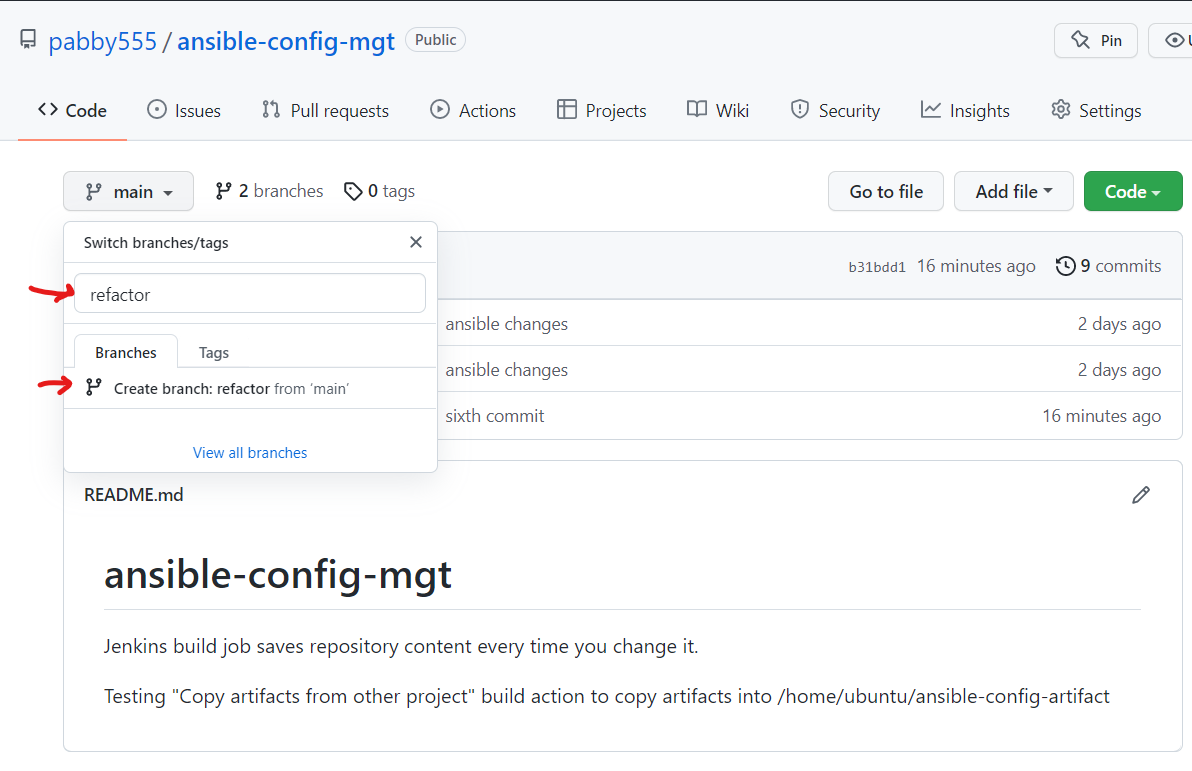 pabby555 / ansible-config-mgt Public Pin
Code Issues Pull requests Actions Projects Wiki Security Insights Settings
main 2 branches 0 tags Go to file Add file Code
Switch branches/tags
b31bdd1 16 minutes ago 9 commits
refactor
ansible changes 2 days ago
Branches Tags
ansible changes 2 days ago
Create branch: refactor from ‘main’
sixth commit 16 minutes ago
View all branches
README.md
ansible-config-mgt
Jenkins build job saves repository content every time you change it.
Testing "Copy artifacts from other project" build action to copy artifacts into /home/ubuntu/ansible-config-artifact